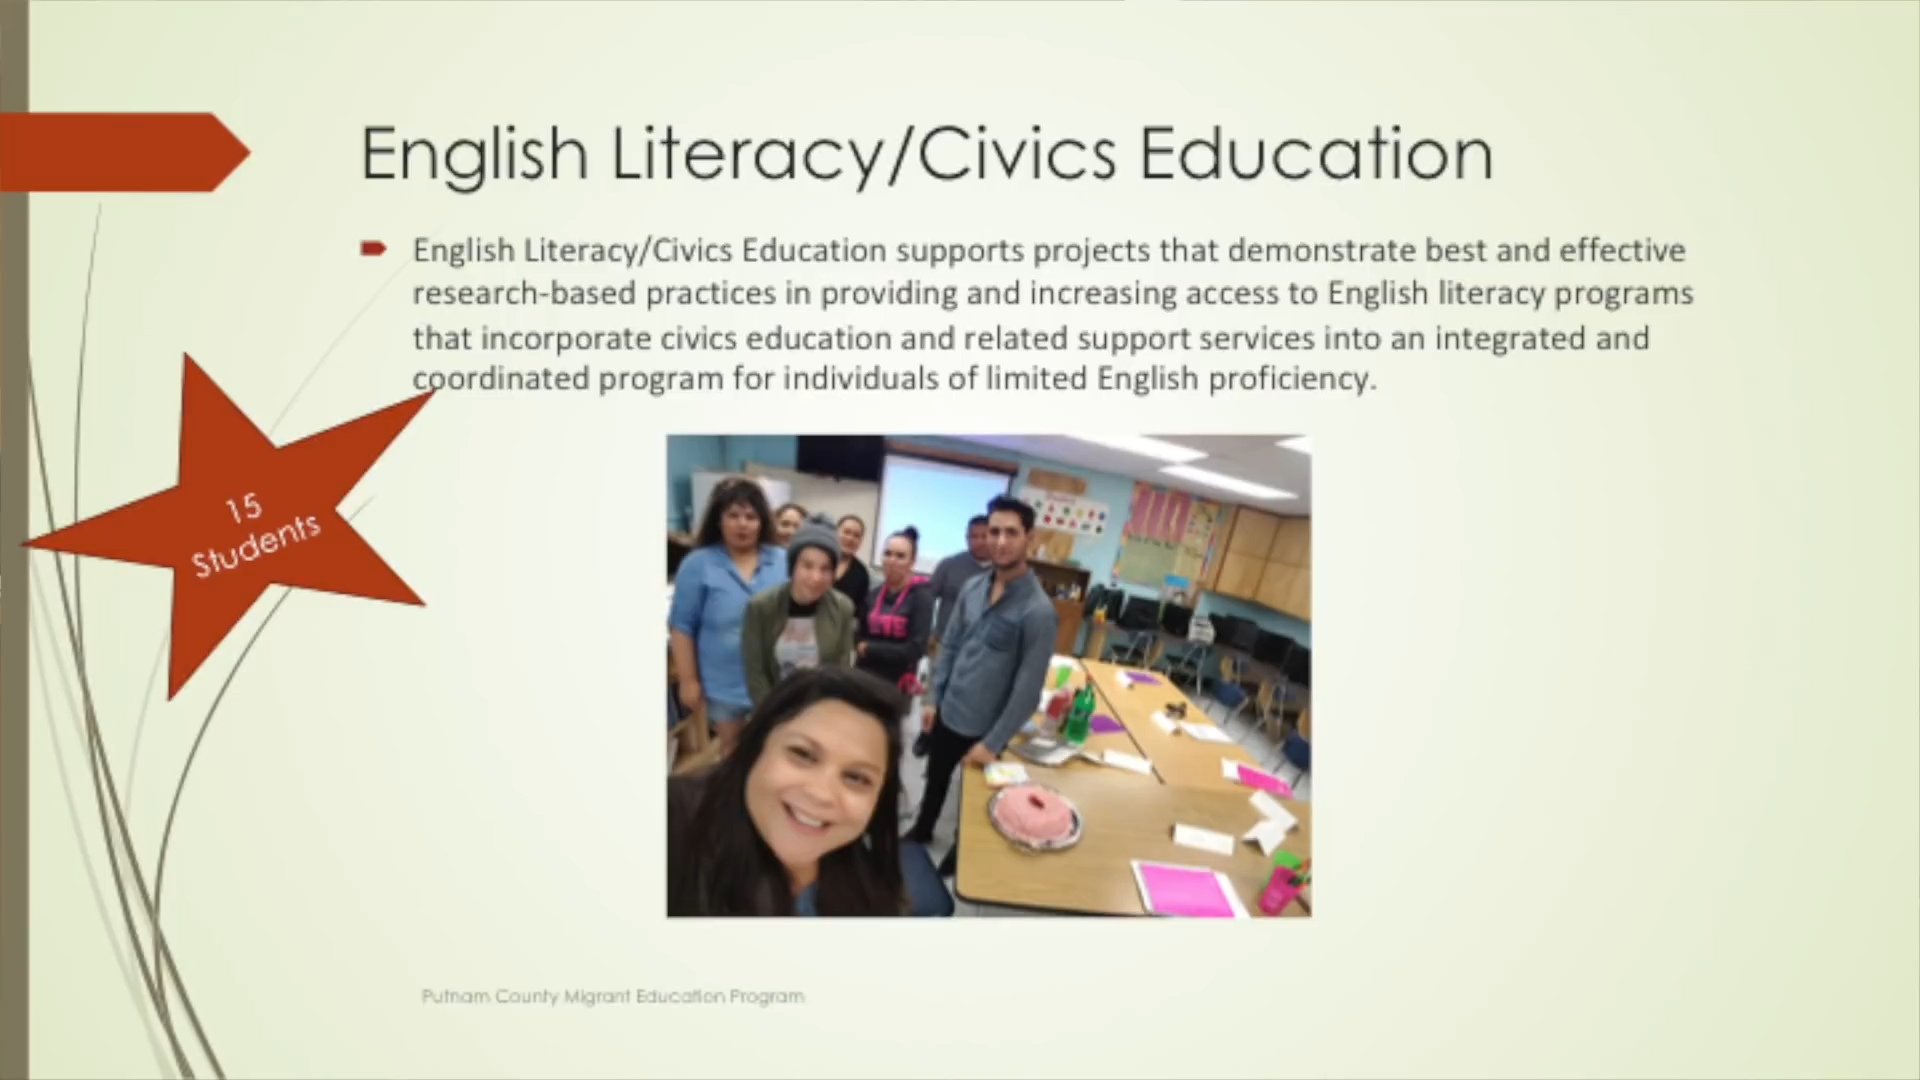 English Literacy/Civics Education
English Literacy/Civics Education supports projects that demonstrate best and effective
research-based practices in providing and increasing access to English literacy programs
that incorporate civics education and related support services into an integrated and
coordinated program for individuals of limited English proficiency.
15
Students
Putnam County Migrant Education Program